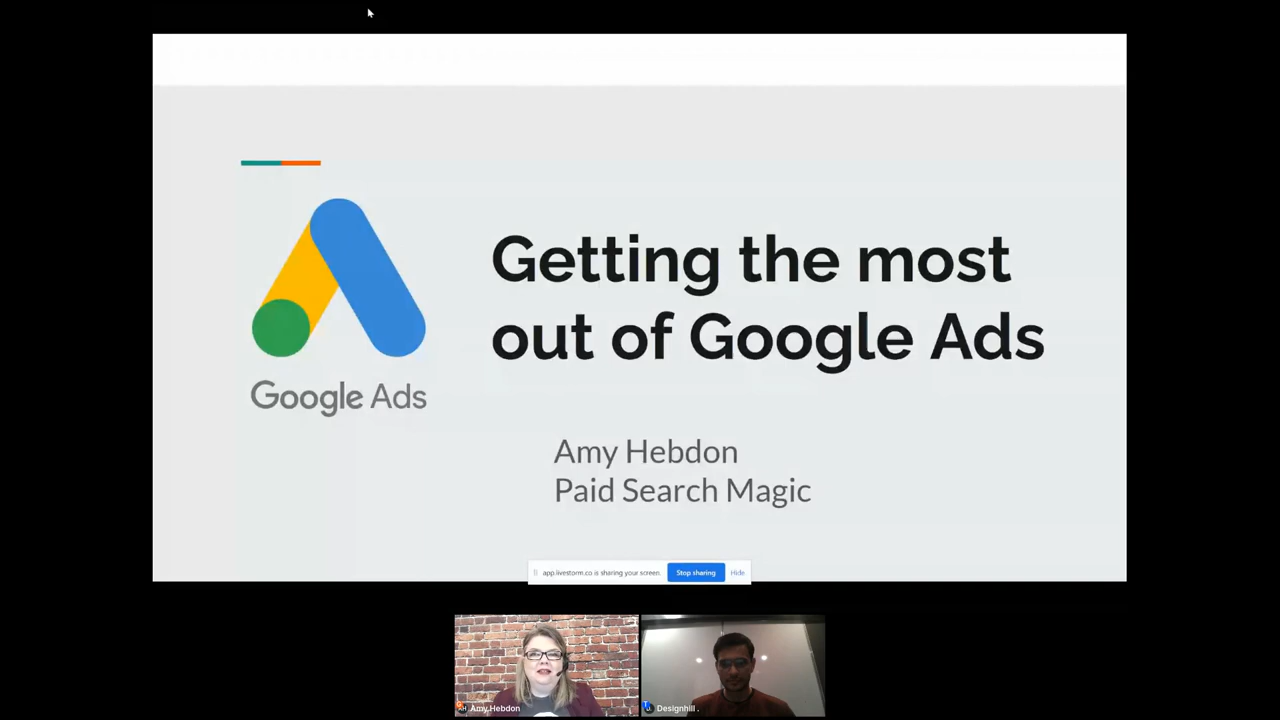 Getting the most
out of Google Ads
Google Ads
Amy Hebdon
Paid Search Magic
app.livestorm.co is sharing your screen.
Stop sharing
Hide
Amy Hebdon
Designhill .